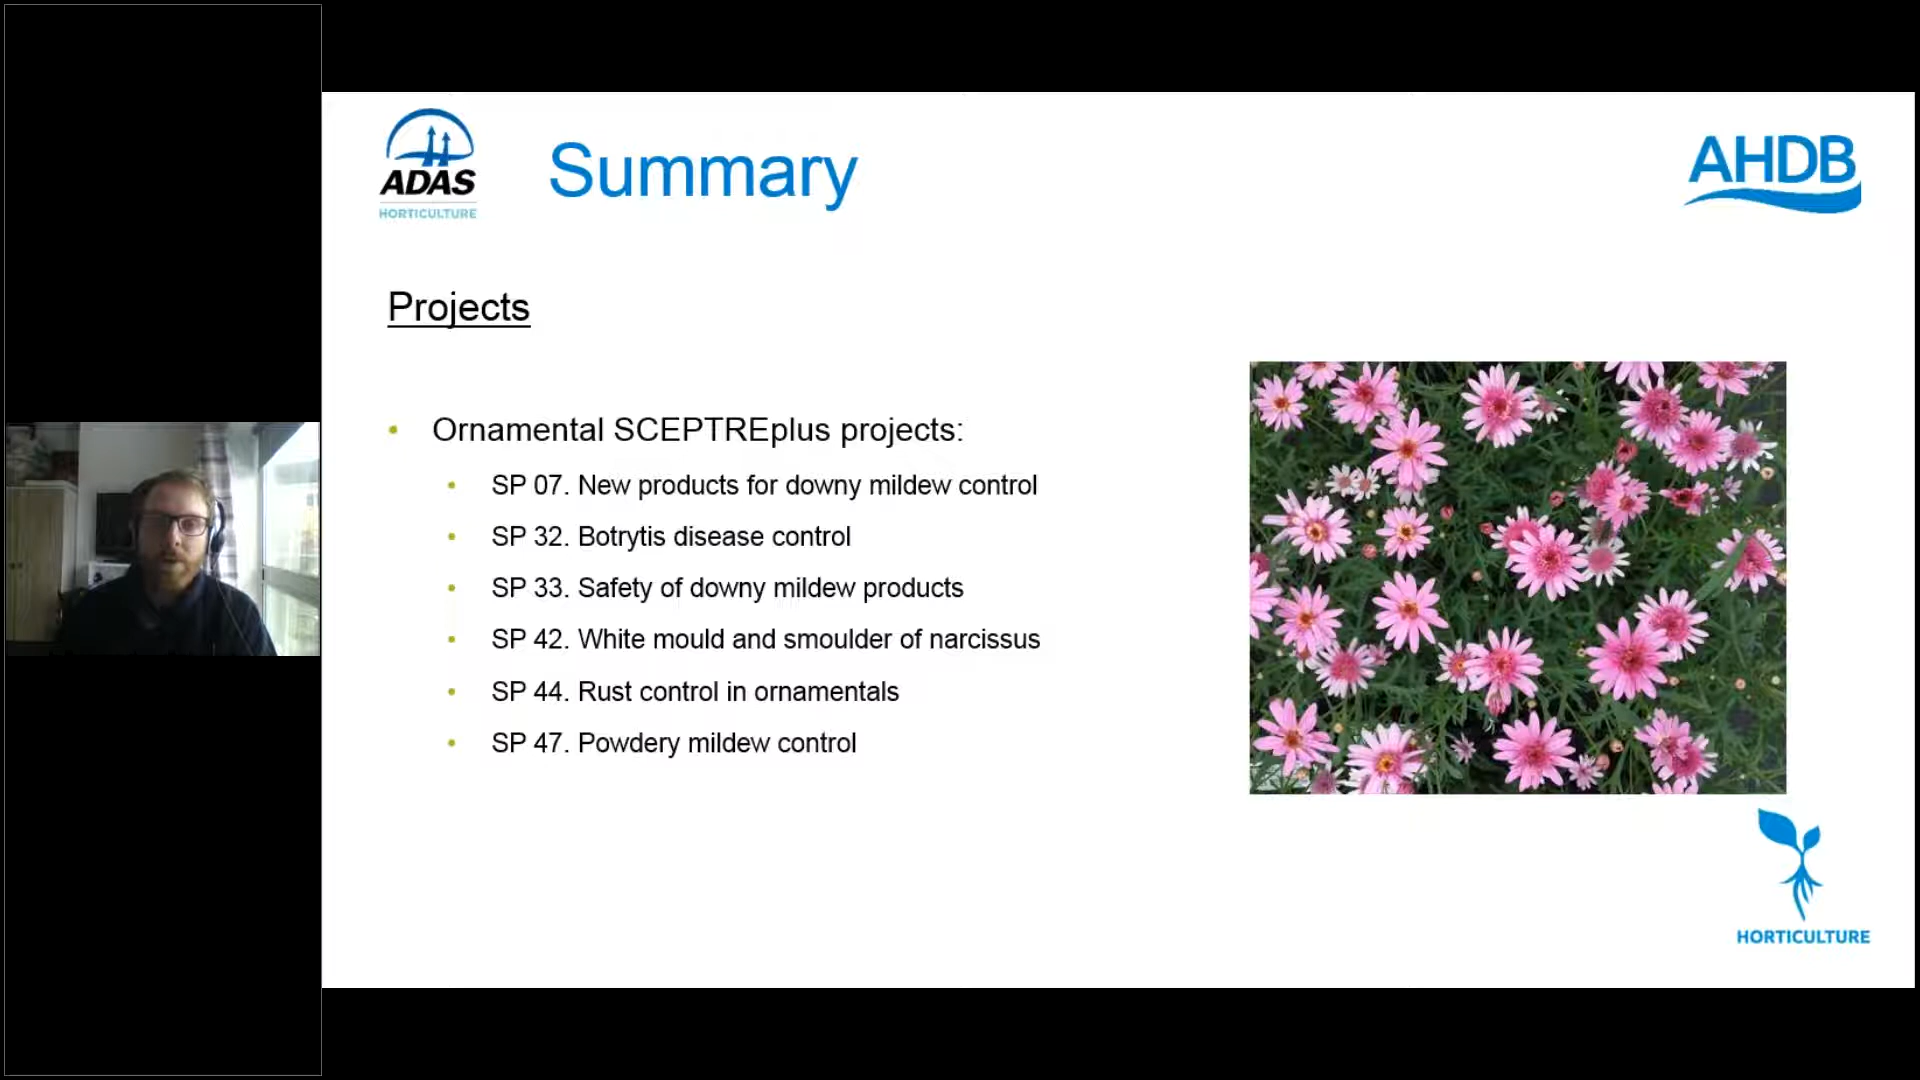 ADAS
HORTICULTURE
Summary
AHDB
Projects
• Ornamental SCEPTREplus projects:
• SP 07. New products for downy mildew control
• SP 32. Botrytis disease control
• SP 33. Safety of downy mildew products
• SP 42. White mould and smoulder of narcissus
• SP 44. Rust control in ornamentals
• SP 47. Powdery mildew control
HORTICULTURE